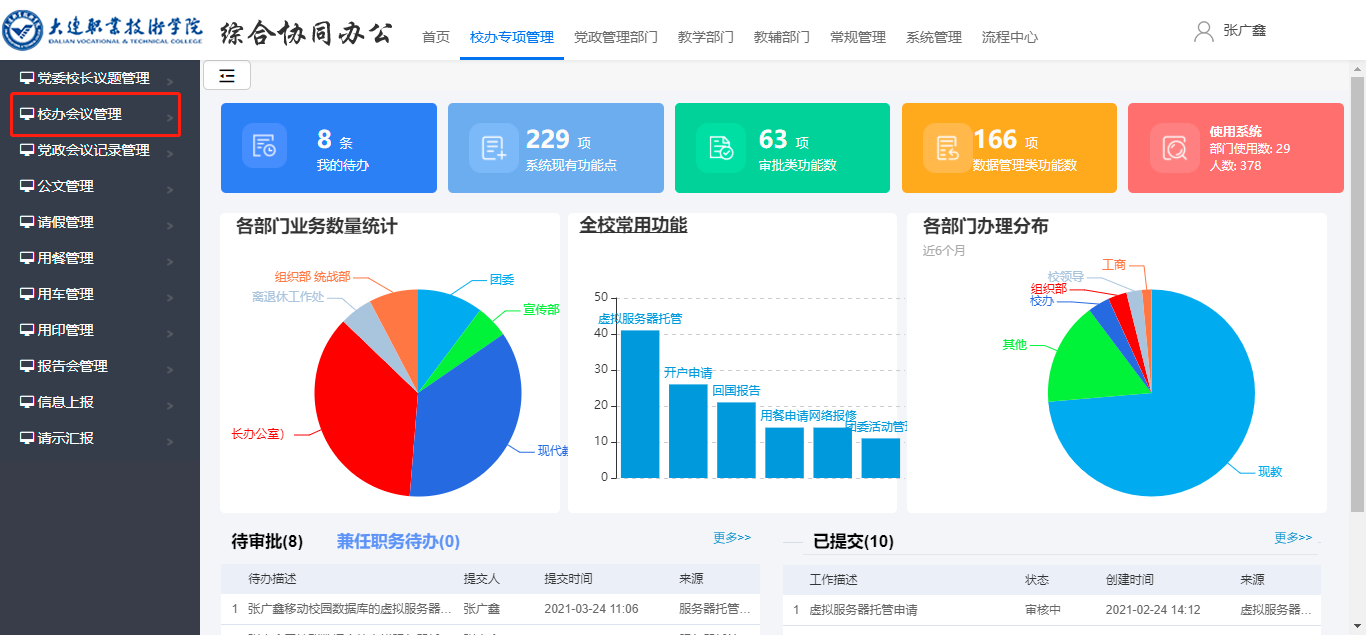 大连职业技术学院
DALIAN VOCATIONAL & TECHNICAL COLLEGE
综合协同办公
首页 校办专项管理 党政管理部门 教学部门 教辅部门 常规管理 系统管理 流程中心
张广鑫
党委校长议题管理
校办会议管理
党政会议记录管理
公文管理
请假管理
用餐管理
用车管理
用印管理
报告会管理
信息上报
请示汇报
8 条
我的待办
229 项
系统现有功能点
63 项
审批类功能数
166 项
数据管理类功能数
使用系统
部门使用数: 29
人数: 378
各部门业务数量统计
组织部 统战部
团委
离退休工作处
宣传部
长办公室）
现代教
全校常用功能
50
40
30
20
10
0
虚拟服务器托管
开户申请
回国报告
用餐申请
网络报修
团委活动管理
各部门办理分布
近6个月
工商
校领导
组织部
校办
其他
现教
待审批(8) 兼任职务待办(0) 更多>>
待办描述 提交人 提交时间 来源
1 张广鑫移动校园数据库的虚拟服务器... 张广鑫 2021-03-24 11:06 服务器托管...
已提交(10) 更多>>
工作描述 状态 创建时间 来源
1 虚拟服务器托管申请 审核中 2021-02-24 14:12 虚拟服务器...